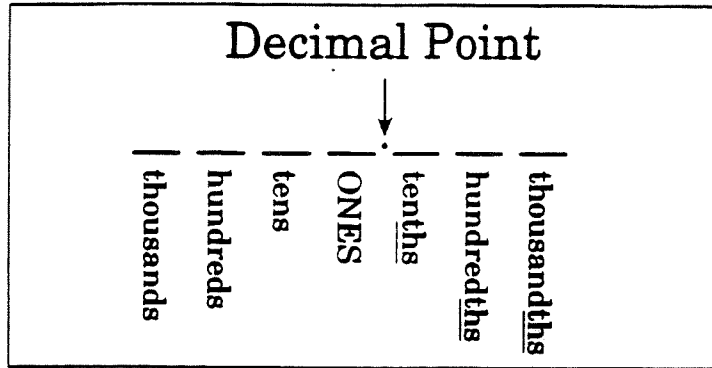 Decimal Point
thousands
hundreds
tens
ONES
tenths
hundredths
thousandths